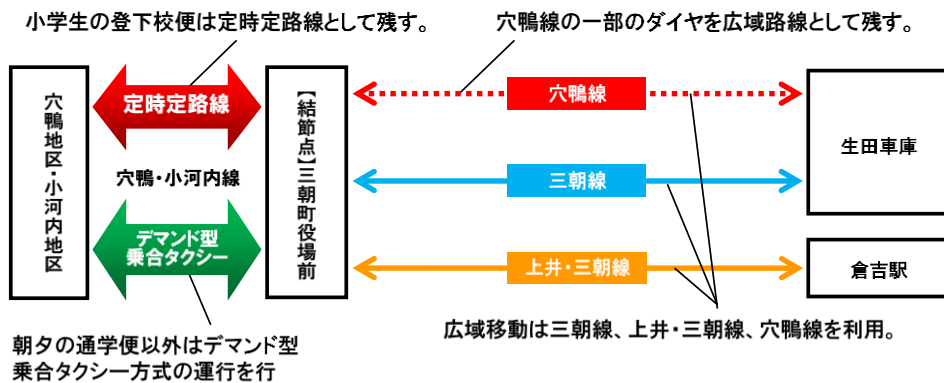 小学生の登下校便は定時定路線として残す。
穴鴨線の一部のダイヤを広域路線として残す。
穴鴨地区・小河内地区
定時定路線
穴鴨・小河内線
デマンド型
乗合タクシー
【結節点】三朝町役場前
穴鴨線
三朝線
上井・三朝線
生田車庫
倉吉駅
広域移動は三朝線、上井・三朝線、穴鴨線を利用。
朝夕の通学便以外はデマンド型
乗合タクシー方式の運行を行